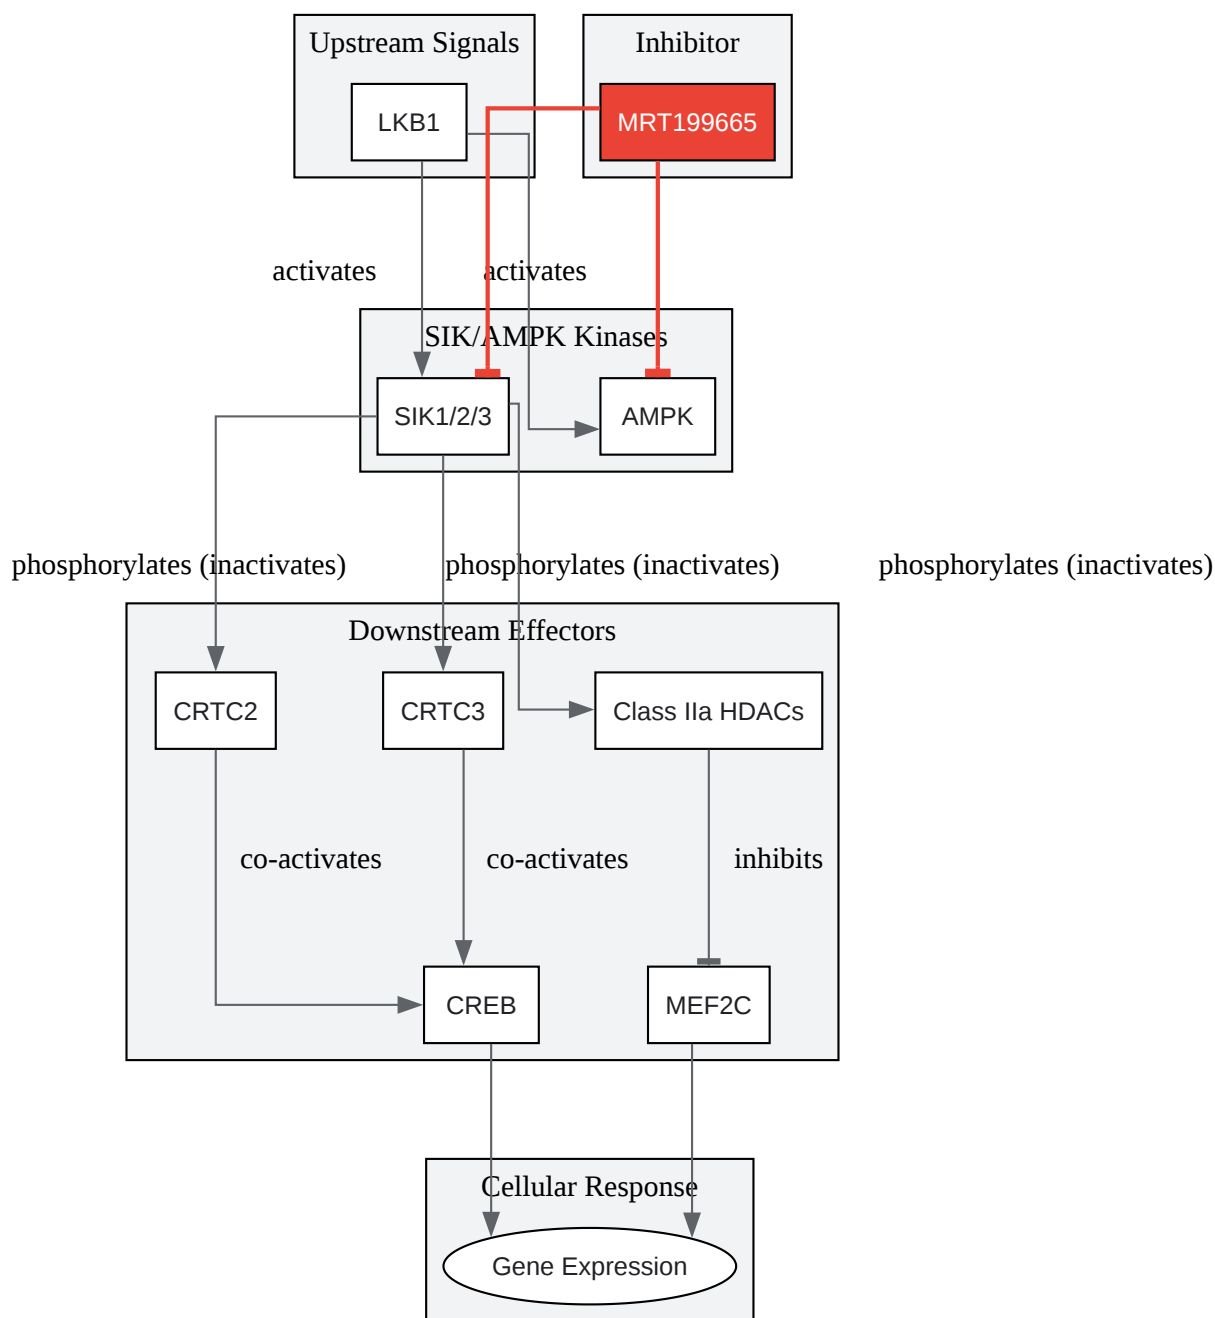 Upstream Signals
Inhibitor
LKB1
MRT199665
activates
activates
SIK/AMPK Kinases
SIK1/2/3
AMPK
phosphorylates (inactivates)
phosphorylates (inactivates)
phosphorylates (inactivates)
Downstream Effectors
CRTC2
CRTC3
Class IIa HDACs
co-activates
co-activates
inhibits
CREB
MEF2C
Cellular Response
Gene Expression